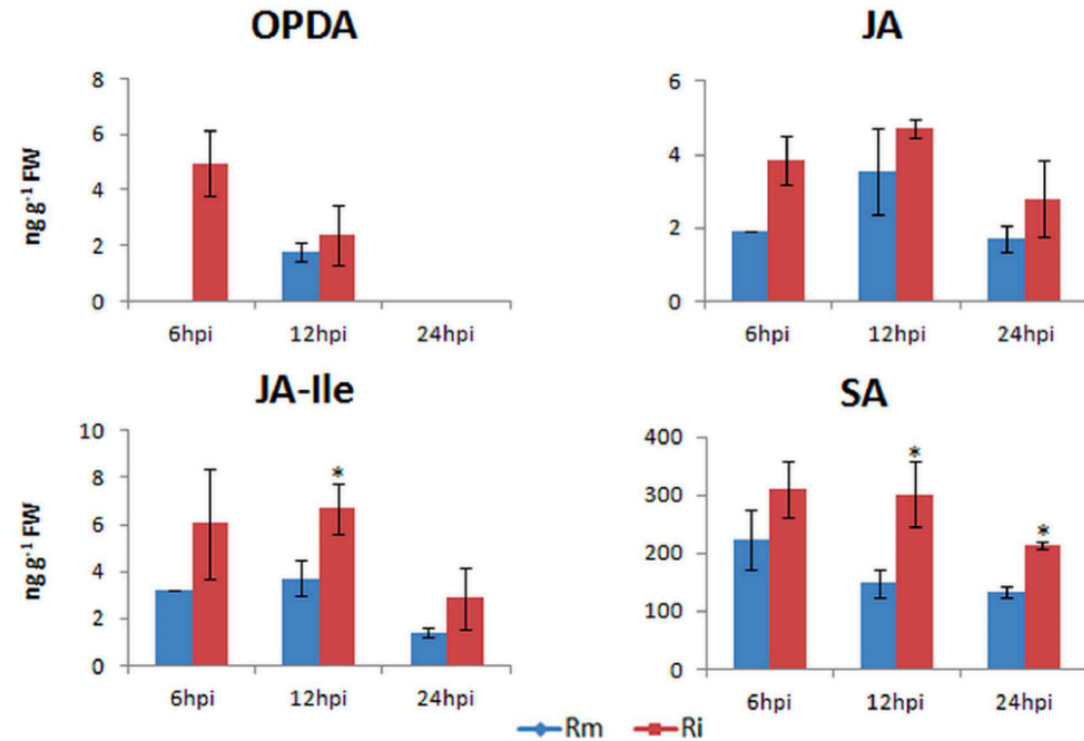 OPDA
ng g-1 FW
8
6
4
2
0
6hpi
12hpi
24hpi
JA
6
4
2
0
6hpi
12hpi
24hpi
JA-Ile
ng g-1 FW
10
8
6
4
2
0
*
6hpi
12hpi
24hpi
SA
400
300
200
100
0
*
*
6hpi
12hpi
24hpi
Rm Ri